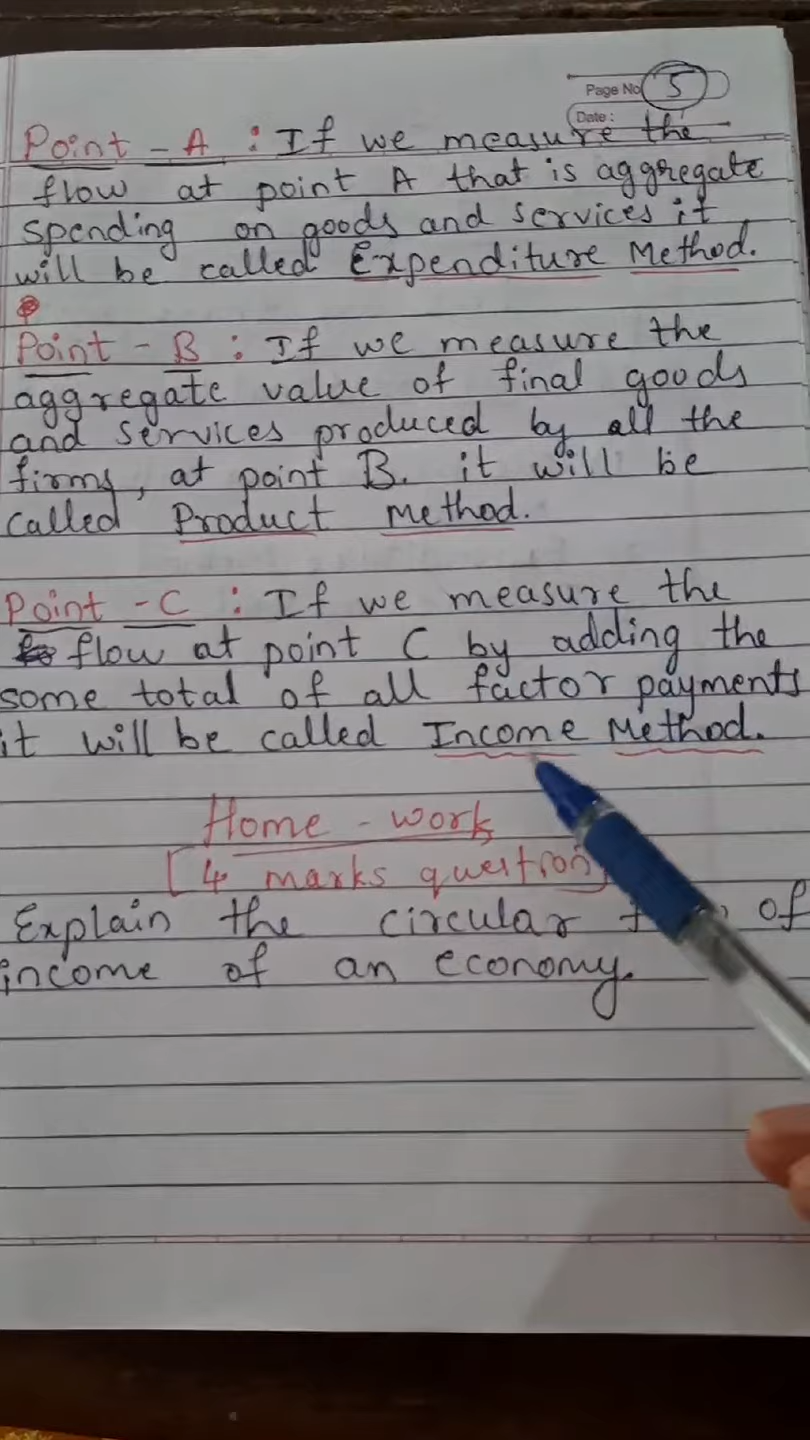 Page No 5
Date :
Point - A : If we measure the
flow at point A that is aggregate
spending on goods and services it
will be called Expenditure Method.
Point - B : If we measure the
aggregate value of final goods
and services produced by all the
firms, at point B. it will be
called Product Method.
Point - C : If we measure the
flow at point C by adding the
some total of all factor payments
it will be called Income Method.
Home - work
[4 marks question]
Explain the circular of
income of an economy.